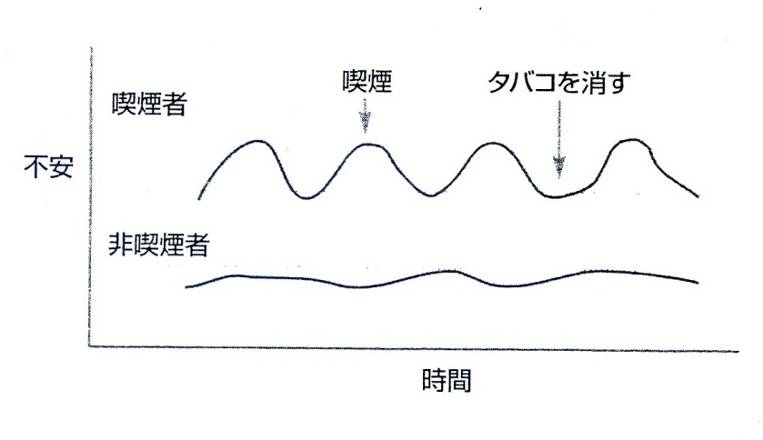 喫煙
タバコを消す
喫煙者
不安
非喫煙者
時間